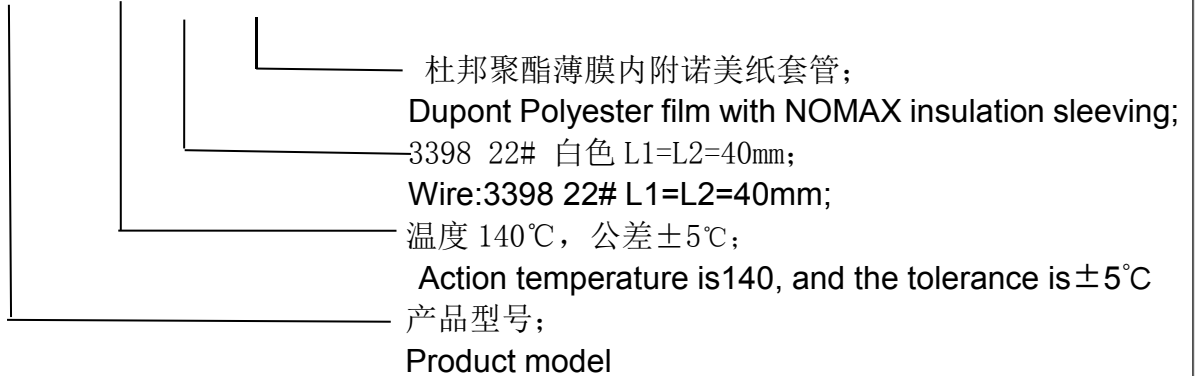 杜邦聚酯薄膜内附诺美纸套管；
Dupont Polyester film with NOMAX insulation sleeving;
3398 22# 白色 L1=L2=40mm；
Wire:3398 22# L1=L2=40mm;
温度 140℃，公差±5℃；
Action temperature is140, and the tolerance is±5℃
产品型号；
Product model